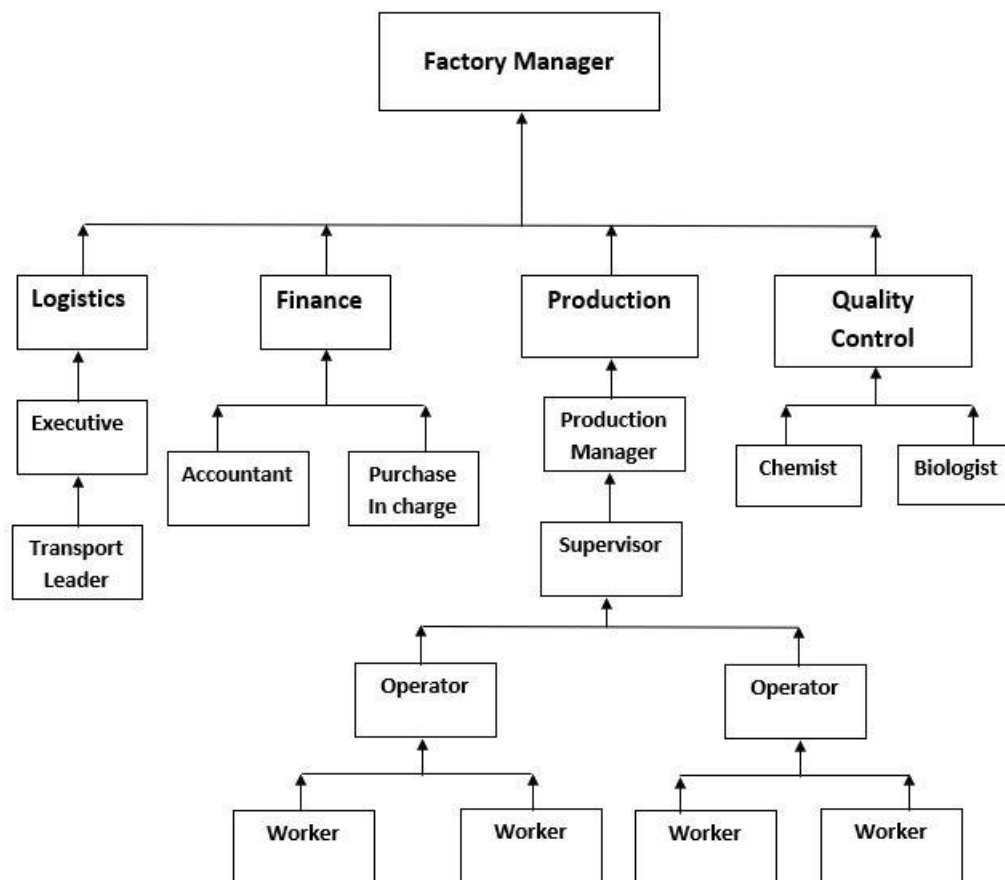 Factory Manager
Logistics
Finance
Production
Quality
Control
Executive
Production
Manager
Accountant
Purchase
In charge
Chemist
Biologist
Transport
Leader
Supervisor
Operator
Operator
Worker
Worker
Worker
Worker